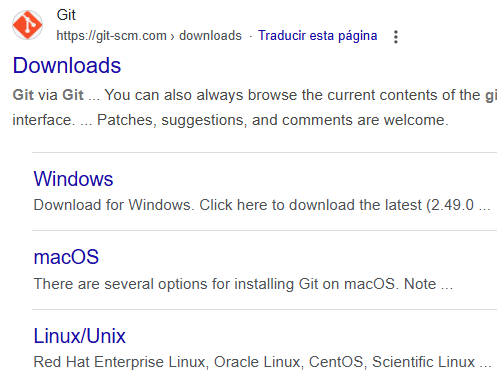 Git
https://git-scm.com › downloads · Traducir esta página
Downloads
Git via Git ... You can also always browse the current contents of the
interface. ... Patches, suggestions, and comments are welcome.
Windows
Download for Windows. Click here to download the latest (2.49.0 ...
macOS
There are several options for installing Git on macOS. Note ...
Linux/Unix
Red Hat Enterprise Linux, Oracle Linux, CentOS, Scientific Linux ...